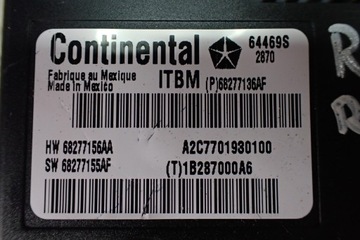 Continental 64469S
2870
Fabrique au Mexique
Made in Mexico
ITBM (P)68277136AF
HW 68277156AA A2C7701930100
SW 68277155AF (T)1B287000A6
R